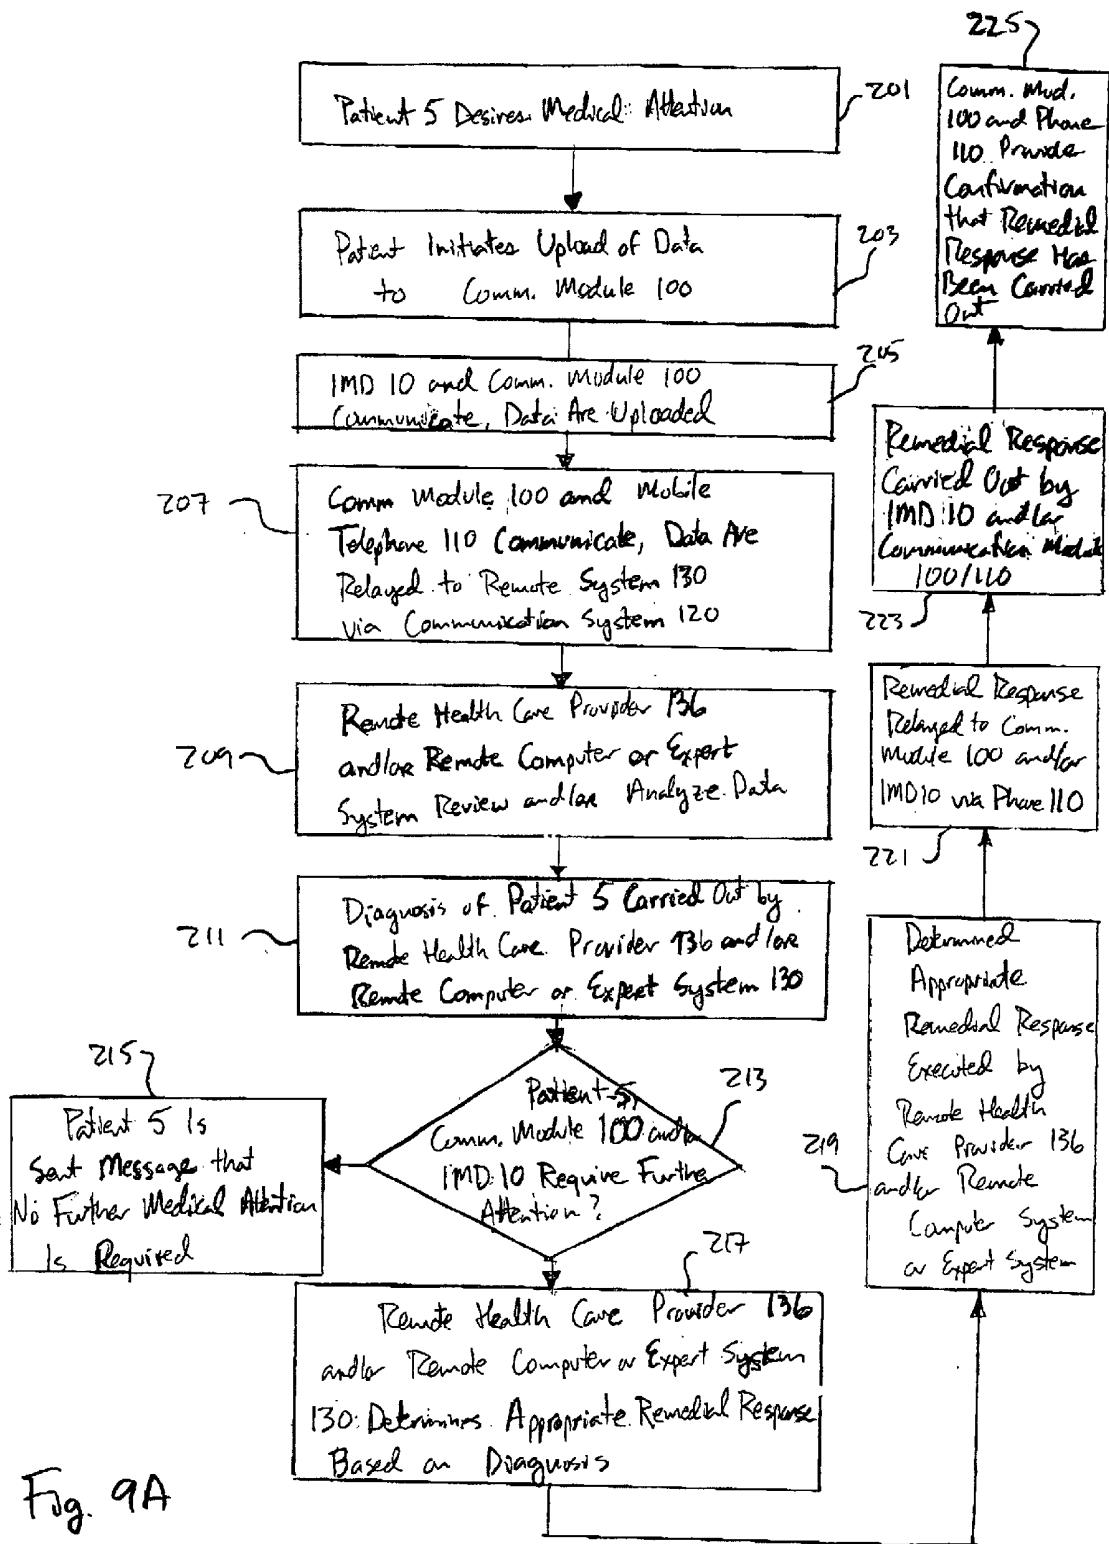 201
Patient 5 Desires Medical Attention
203
Patient Initiates Upload of Data
to Comm. Module 100
205
IMD 10 and Comm. Module 100
Communicate, Data Are Uploaded
207
Comm Module 100 and Mobile
Telephone 110 Communicate, Data Are
Relayed to Remote System 130
via Communication System 120
209
Remote Health Care Provider 136
and/or Remote Computer or Expert
System Review and/or Analyze Data
211
Diagnosis of Patient 5 Carried Out by
Remote Health Care Provider 136 and/or
Remote Computer or Expert System 130
213
Patient 5,
Comm. Module 100 and/or
IMD 10 Require Further
Attention?
215
Patient 5 Is
Sent Message that
No Further Medical Attention
Is Required
217
Remote Health Care Provider 136
and/or Remote Computer or Expert System
130 Determines Appropriate Remedial Response
Based on Diagnosis
219
Determined
Appropriate
Remedial Response
Executed by
Remote Health
Care Provider 136
and/or Remote
Computer System
or Expert System
221
Remedial Response
Relayed to Comm.
Module 100 and/or
IMD 10 via Phone 110
223
Remedial Response
Carried Out by
IMD 10 and/or
Communication Module
100/110
225
Comm. Mod.
100 and Phone
110 Provide
Confirmation
that Remedial
Response Has
Been Carried
Out
Fig. 9A